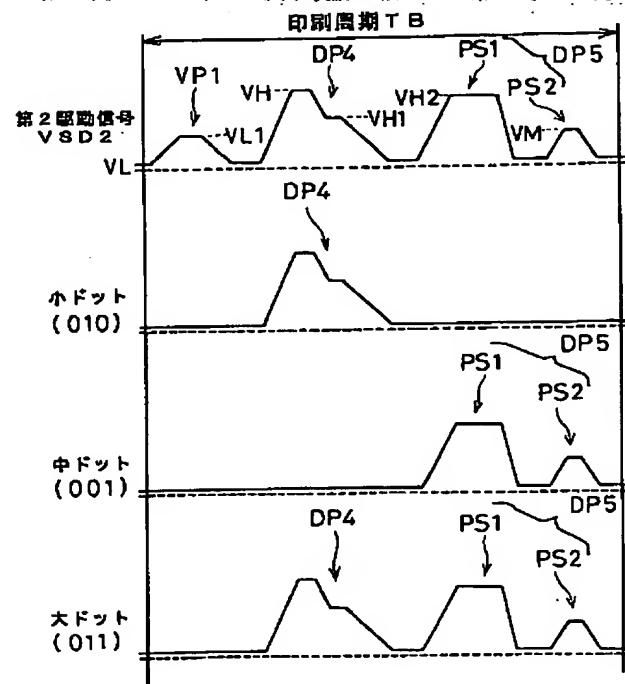 印刷周期TB
DP4
PS1
DP5
VP1
VH
VH2
PS2
第2駆動信号
VSD2
VL1
VH1
VM
VL
DP4
小ドット
(010)
DP5
PS1
PS2
中ドット
(001)
DP5
DP4
PS1
PS2
大ドット
(011)